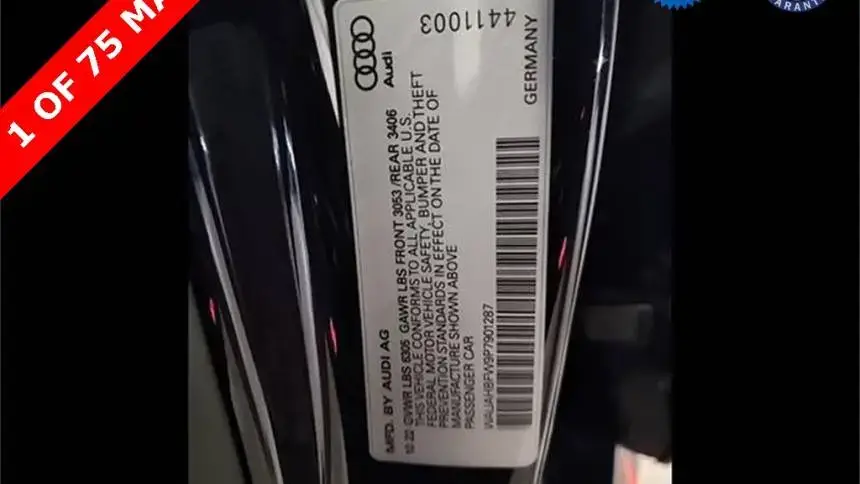 1 OF 75 MA
4411003
Audi
GERMANY
MFD. BY AUDI AG
10.22 GVWR LBS 6305 GAWR LBS FRONT 3053 /REAR 3406
THIS VEHICLE CONFORMS TO ALL APPLICABLE U.S.
FEDERAL MOTOR VEHICLE SAFETY, BUMPER AND THEFT
PREVENTION STANDARDS IN EFFECT ON THE DATE OF
MANUFACTURE SHOWN ABOVE
PASSENGER CAR
WAUAHBFW9P7901287